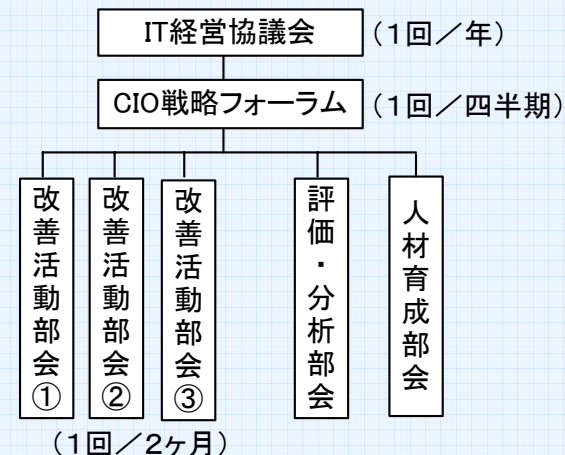 IT経営協議会 (1回／年)
CIO戦略フォーラム (1回／四半期)
改善活動部会①
改善活動部会②
改善活動部会③
評価・分析部会
人材育成部会
(1回／2ヶ月)